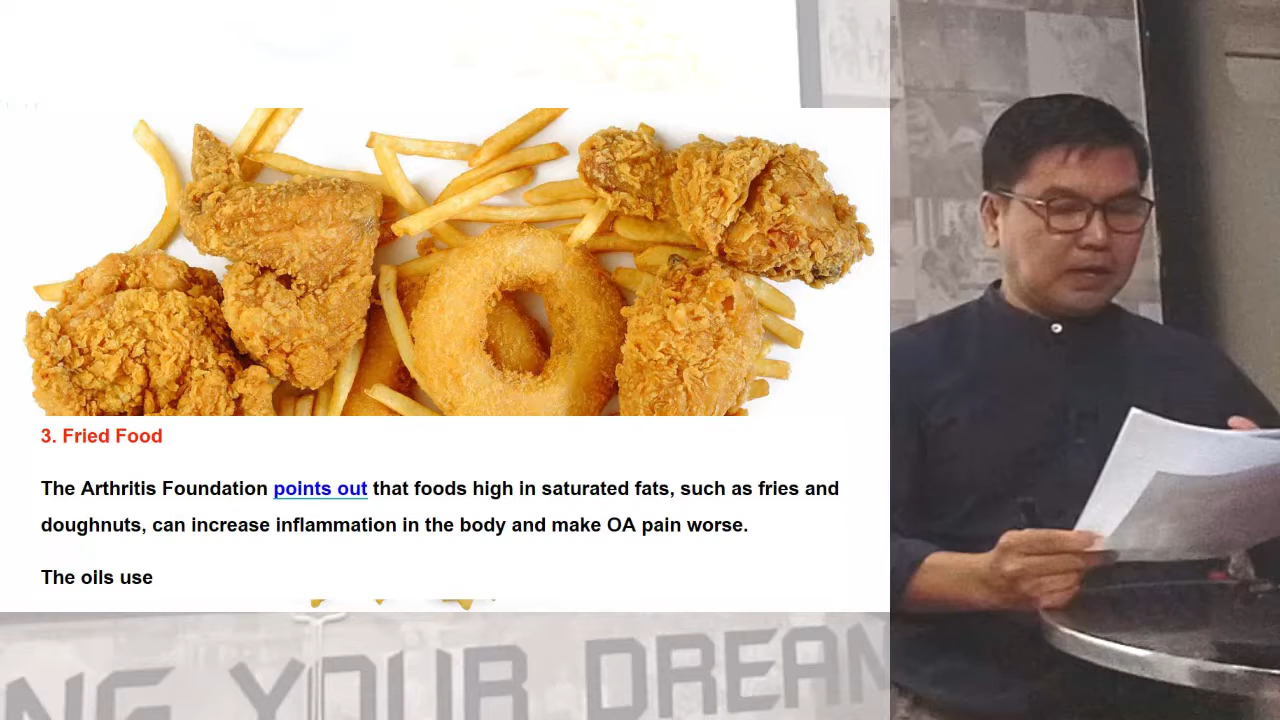 3. Fried Food
The Arthritis Foundation points out that foods high in saturated fats, such as fries and
doughnuts, can increase inflammation in the body and make OA pain worse.
The oils use
NG YOUR DREAM